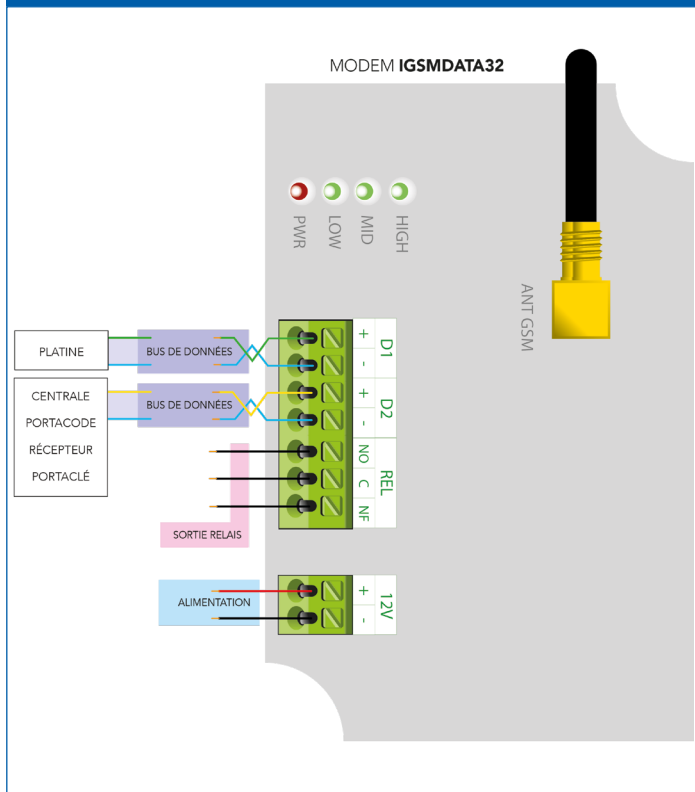 MODEM IGSMDATA32
PWR
LOW
MID
HIGH
ANT GSM
PLATINE
BUS DE DONNÉES
+
-
D1
CENTRALE
PORTACODE
RÉCEPTEUR
PORTACLÉ
BUS DE DONNÉES
+
-
D2
NO
C
NF
REL
SORTIE RELAIS
ALIMENTATION
+
-
12V